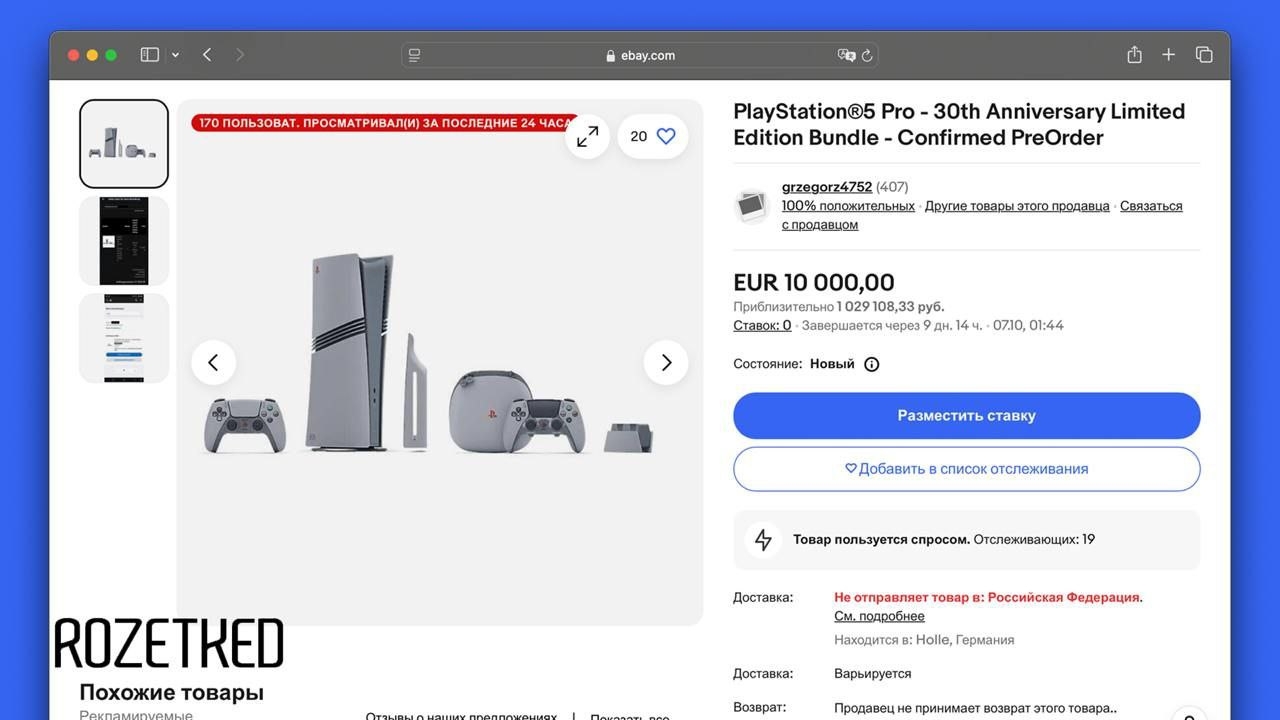 ebay.com
170 ПОЛЬЗОВАТ. ПРОСМАТРИВАЛ(И) ЗА ПОСЛЕДНИЕ 24 ЧАСА
20
PlayStation®5 Pro - 30th Anniversary Limited
Edition Bundle - Confirmed PreOrder
grzegorz4752 (407)
100% положительных · Другие товары этого продавца · Связаться
с продавцом
EUR 10 000,00
Приблизительно 1 029 108,33 руб.
Ставок: 0 · Завершается через 9 дн. 14 ч. · 07.10, 01:44
Состояние: Новый
Разместить ставку
Добавить в список отслеживания
Товар пользуется спросом. Отслеживающих: 19
Доставка: Не отправляет товар в: Российская Федерация.
См. подробнее
Находится в: Holle, Германия
Доставка: Варьируется
Возврат: Продавец не принимает возврат этого товара..
ROZETKED
Похожие товары
Рекламируемые
Отзывы о наших предложениях | Показать все